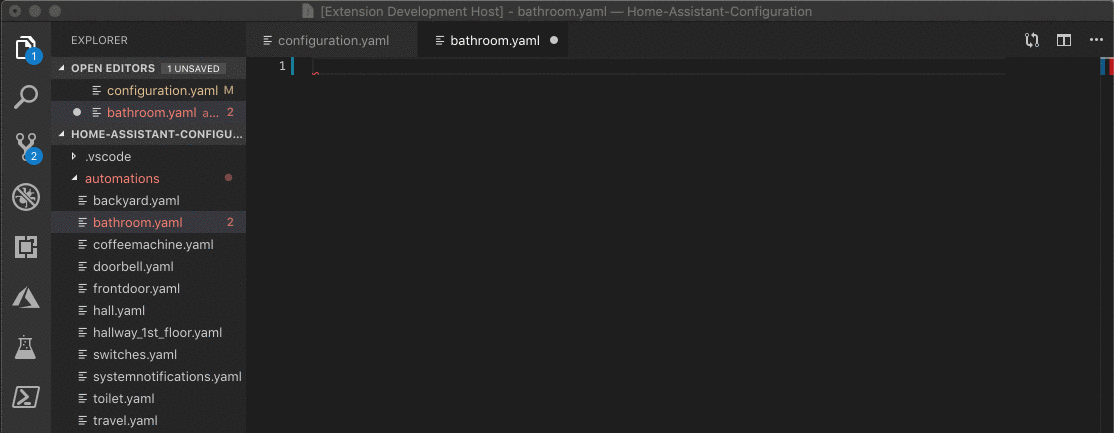 [Extension Development Host] - bathroom.yaml — Home-Assistant-Configuration
EXPLORER
configuration.yaml
bathroom.yaml
OPEN EDITORS 1 UNSAVED
configuration.yaml M
bathroom.yaml a... 2
HOME-ASSISTANT-CONFIGU...
.vscode
automations
backyard.yaml
bathroom.yaml 2
coffeemachine.yaml
doorbell.yaml
frontdoor.yaml
hall.yaml
hallway_1st_floor.yaml
switches.yaml
systemnotifications.yaml
toilet.yaml
travel.yaml
1
2
1